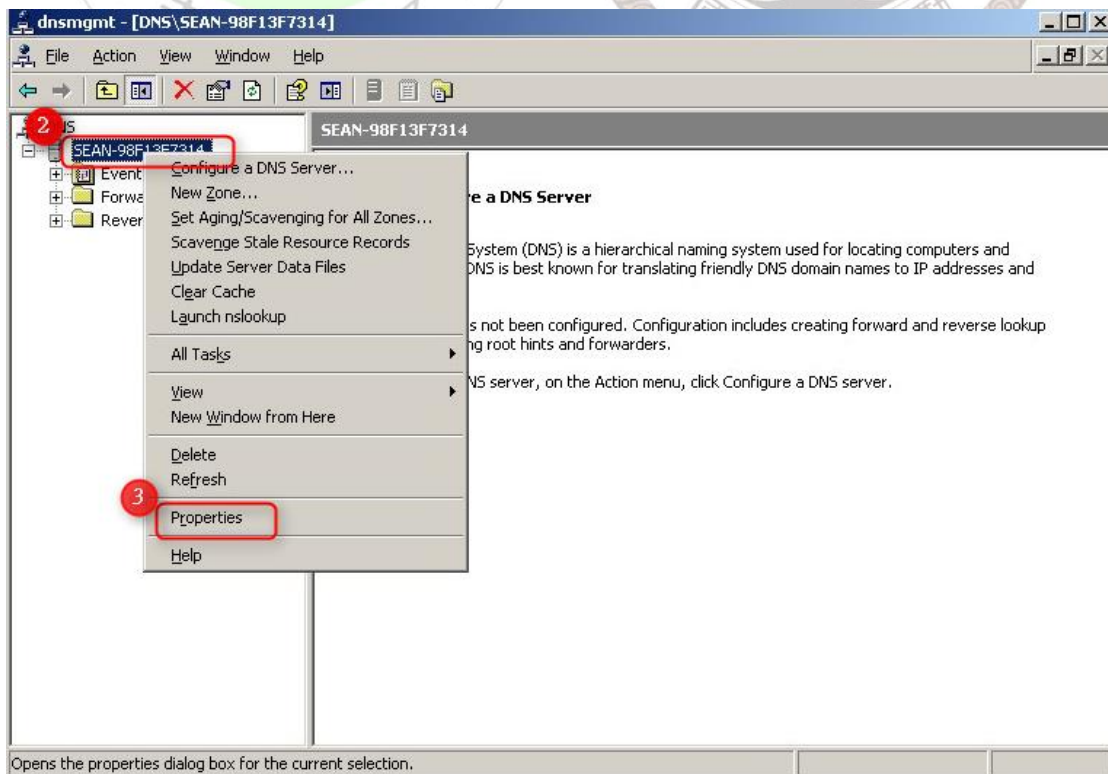 dnsmgmt - [DNS\SEAN-98F13F7314]
File Action View Window Help
2
SEAN-98F13F7314
SEAN-98F13F7314
Configure a DNS Server...
New Zone...
Set Aging/Scavenging for All Zones...
Scavenge Stale Resource Records
Update Server Data Files
Clear Cache
Launch nslookup
All Tasks
View
New Window from Here
Delete
Refresh
3
Properties
Help
Event
Forwa
Rever
e a DNS Server
System (DNS) is a hierarchical naming system used for locating computers and
DNS is best known for translating friendly DNS domain names to IP addresses and
s not been configured. Configuration includes creating forward and reverse lookup
ng root hints and forwarders.
NS server, on the Action menu, click Configure a DNS server.
Opens the properties dialog box for the current selection.